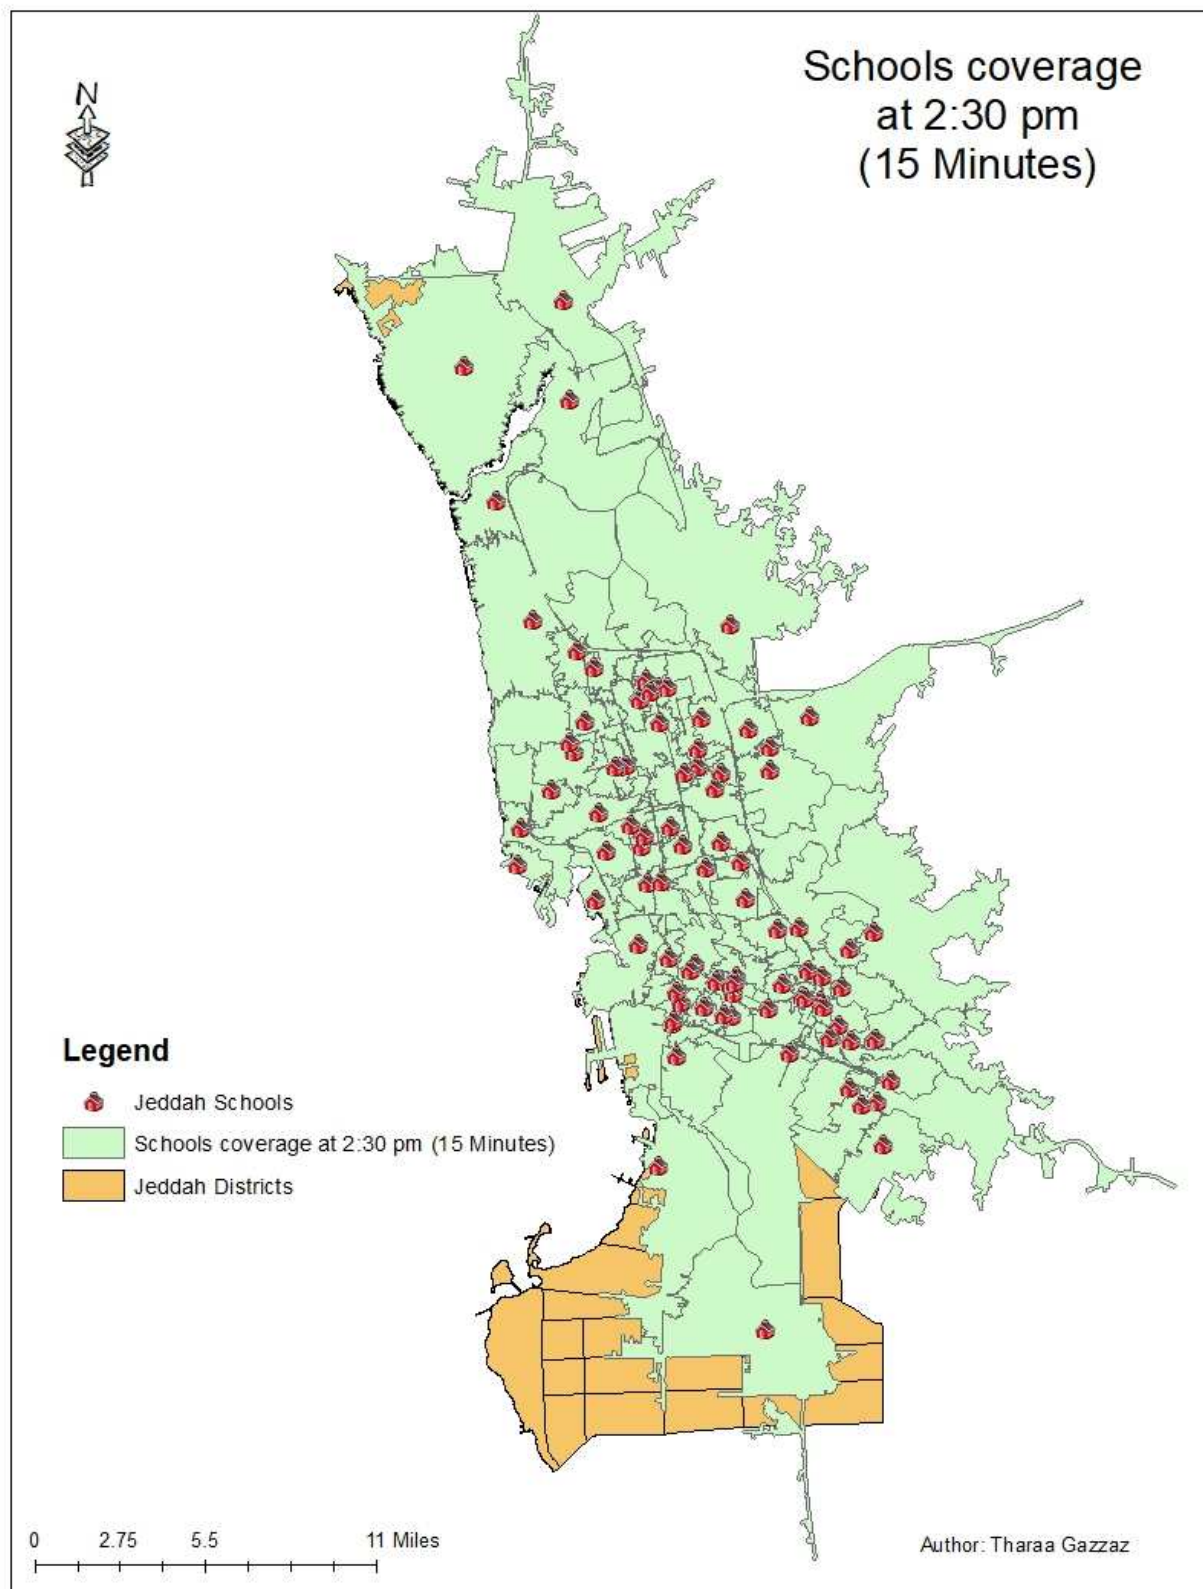 Schools coverage
at 2:30 pm
(15 Minutes)
N
Legend
Jeddah Schools
Schools coverage at 2:30 pm (15 Minutes)
Jeddah Districts
0 2.75 5.5 11 Miles
Author: Tharaa Gazzaz